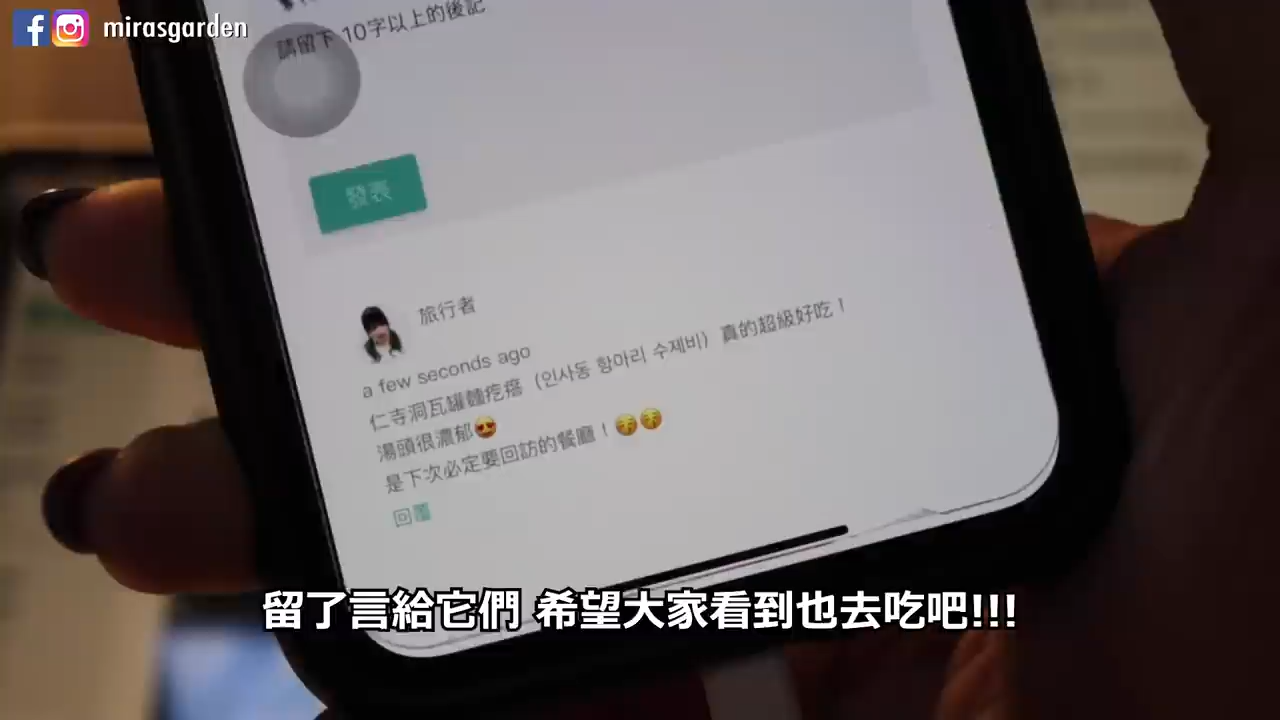 mirasgarden
請留下 10字以上的後記
發表
旅行者
a few seconds ago
仁寺洞瓦罐麵疙瘩（인사동 항아리 수제비）真的超級好吃！
湯頭很濃郁😍
是下次必定要回訪的餐廳！😚😚
回覆
留了言給它們 希望大家看到也去吃吧!!!